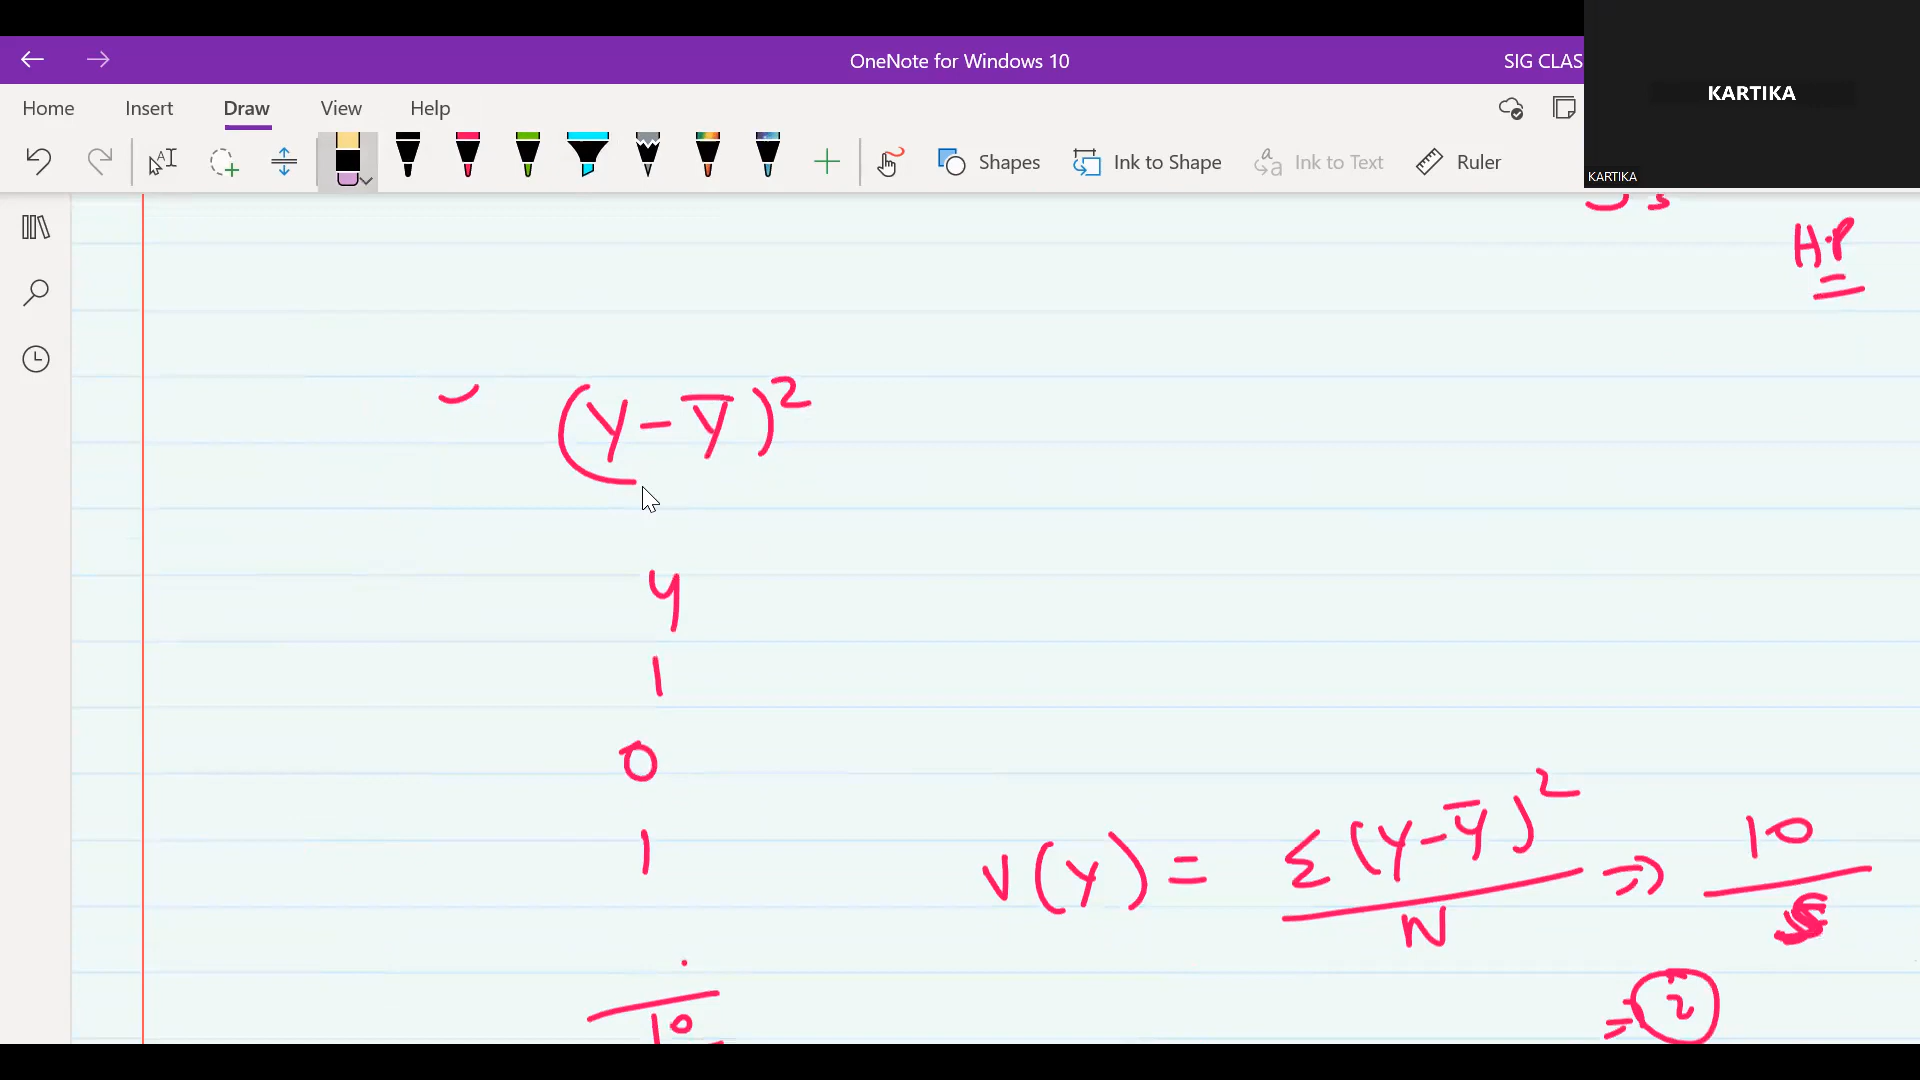 OneNote for Windows 10
SIG CLAS
KARTIKA
KARTIKA
Home Insert Draw View Help
Shapes Ink to Shape Ink to Text Ruler
H.P
(Y - Y̅)²
4
1
0
1
10
V(Y) = Σ(Y - Y̅)² / N ⇒ 10 / 5
= 2